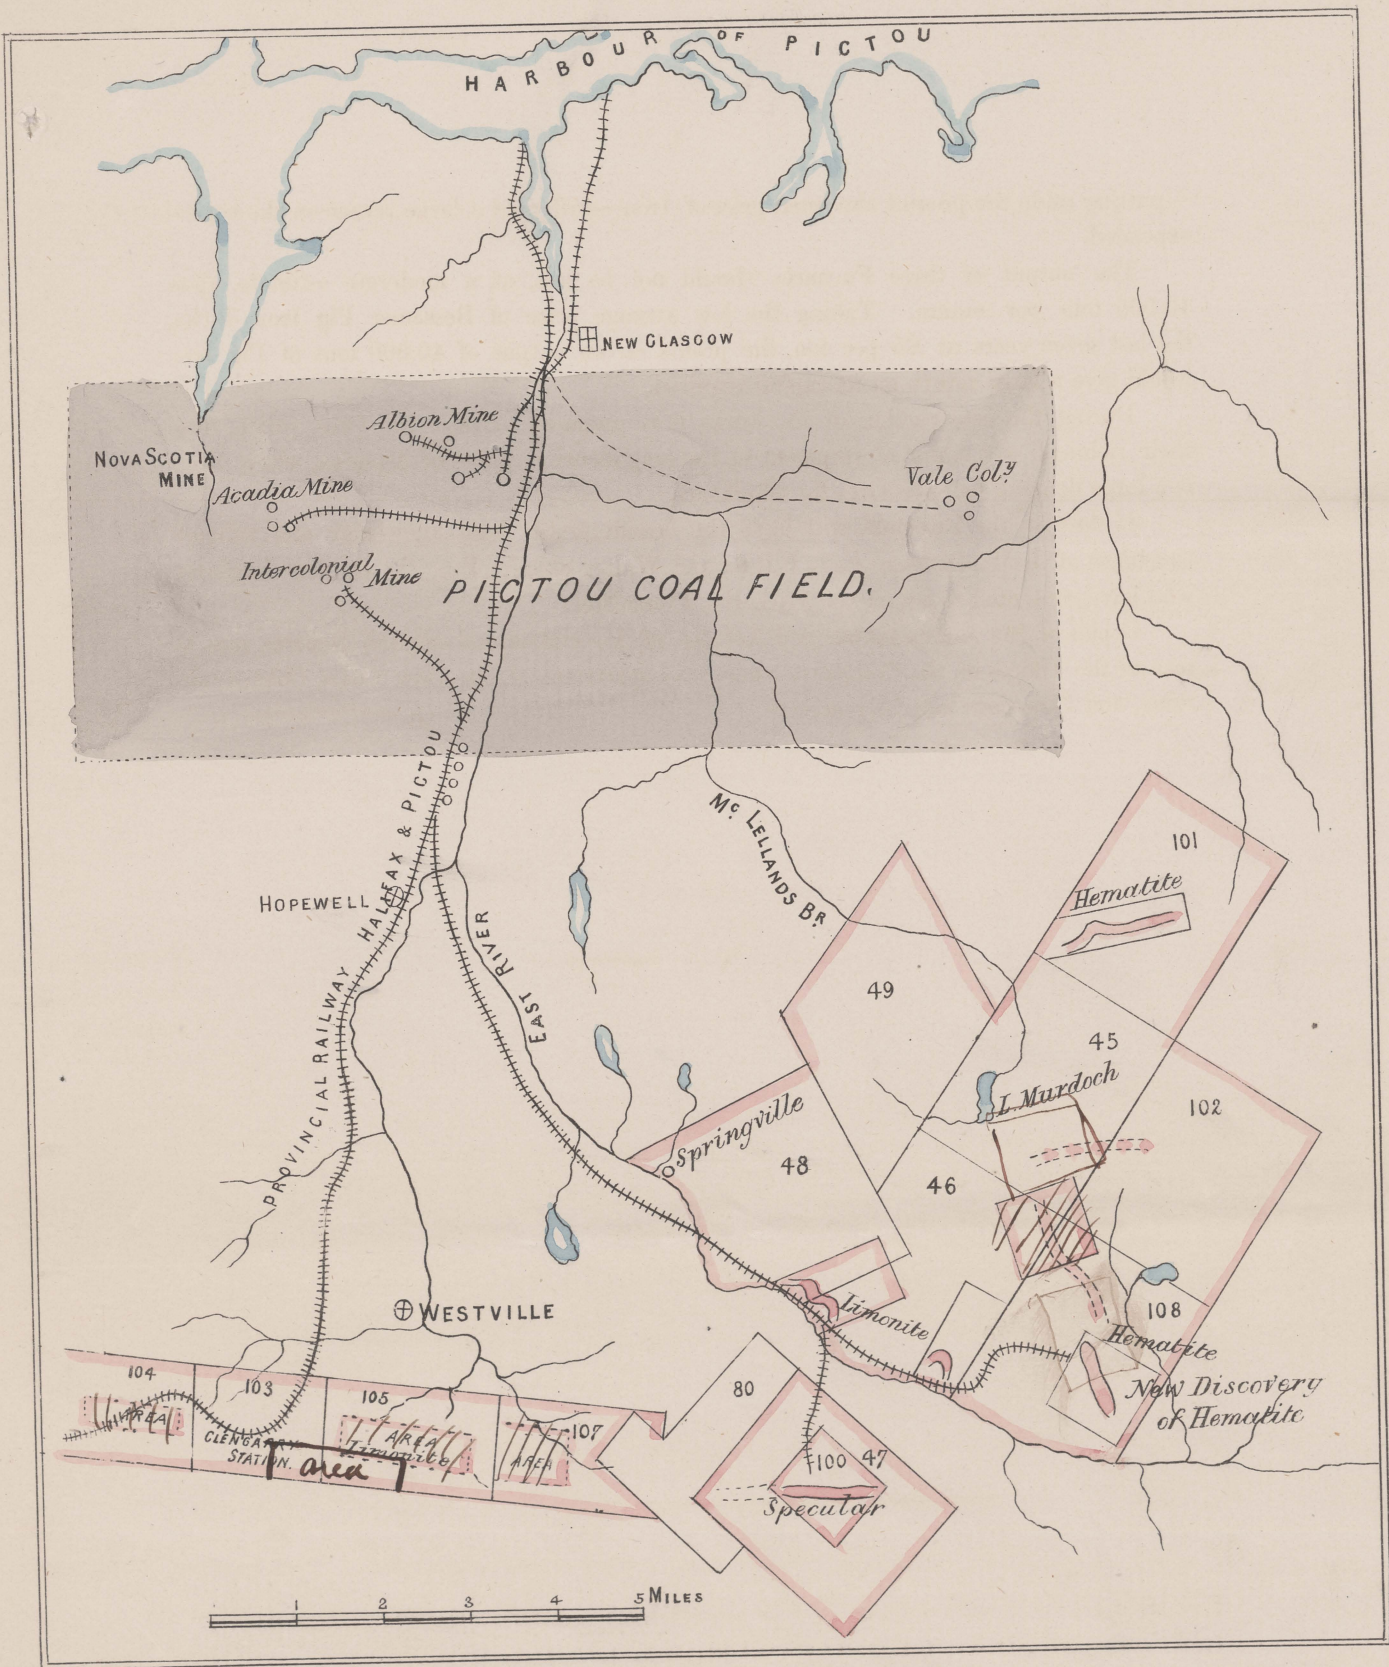 HARBOUR OF PICTOU
NEW GLASGOW
Albion Mine
NOVA SCOTIA
MINE
Acadia Mine
Vale Col.y
Intercolonial
Mine
PICTOU COAL FIELD.
HALIFAX & PICTOU
PROVINCIAL RAILWAY
Mc LELLANDS BR
101
Hematite
HOPEWELL
EAST RIVER
49
45
L. Murdoch
102
Springville
48
46
WESTVILLE
Limonite
108
Hematite
New Discovery
of Hematite
104
103
105
80
107
AREA
AREA
Limonite
AREA
GLENGARRY
STATION.
area
100
47
Specular
1 2 3 4 5 MILES